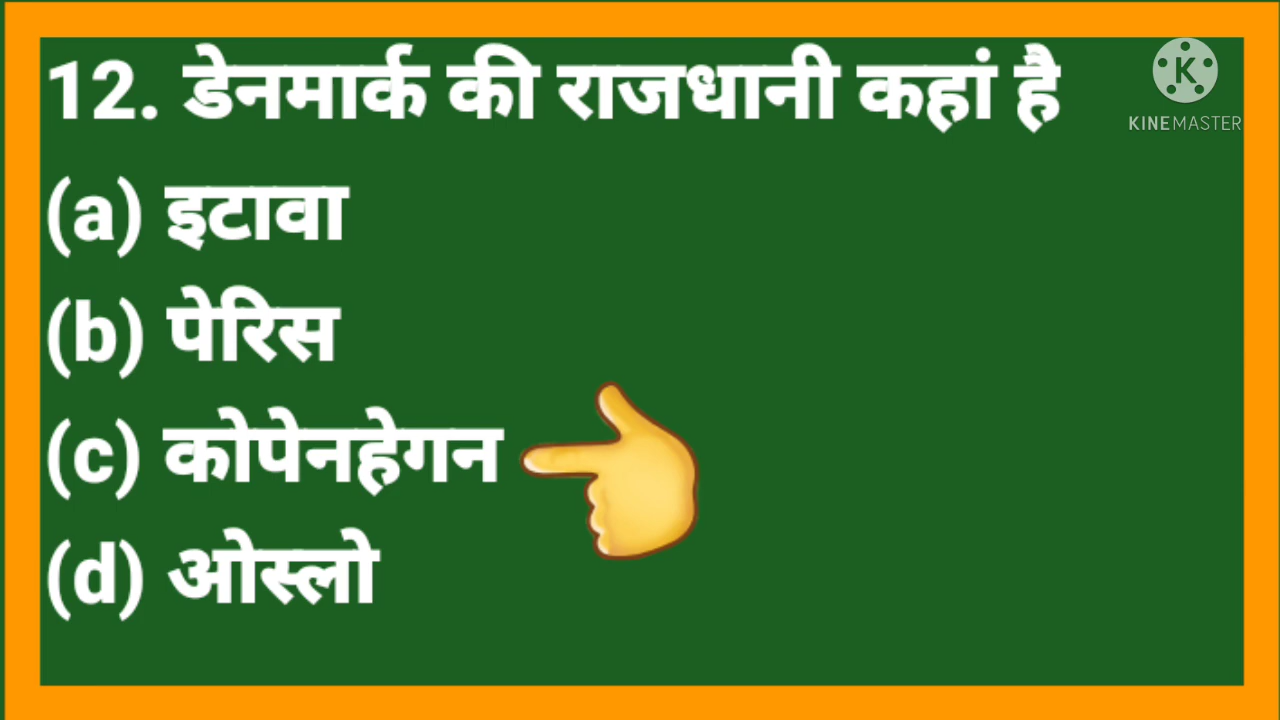 12. डेनमार्क की राजधानी कहां है
(a) इटावा
(b) पेरिस
(c) कोपेनहेगन
(d) ओस्लो
K
KINEMASTER